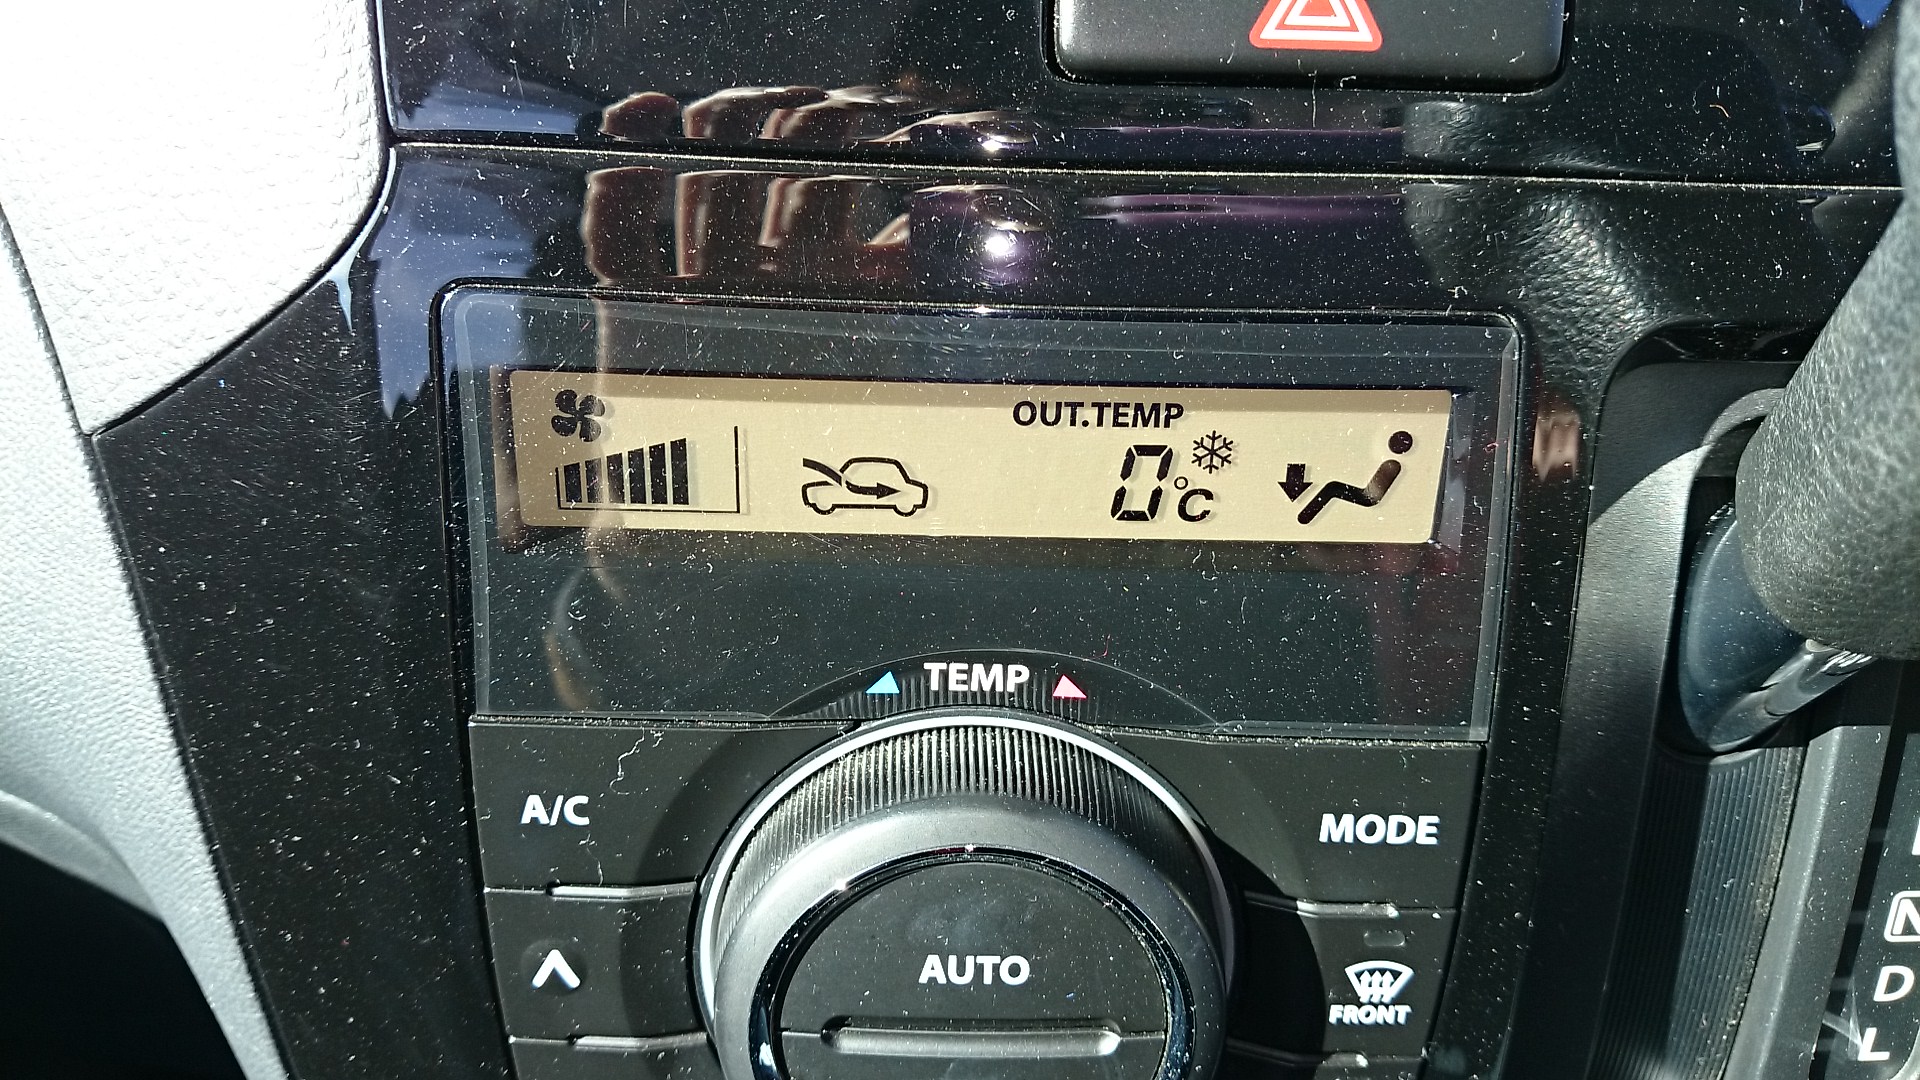 OUT.TEMP
0°C
TEMP
A/C
MODE
AUTO
FRONT
N
D
L